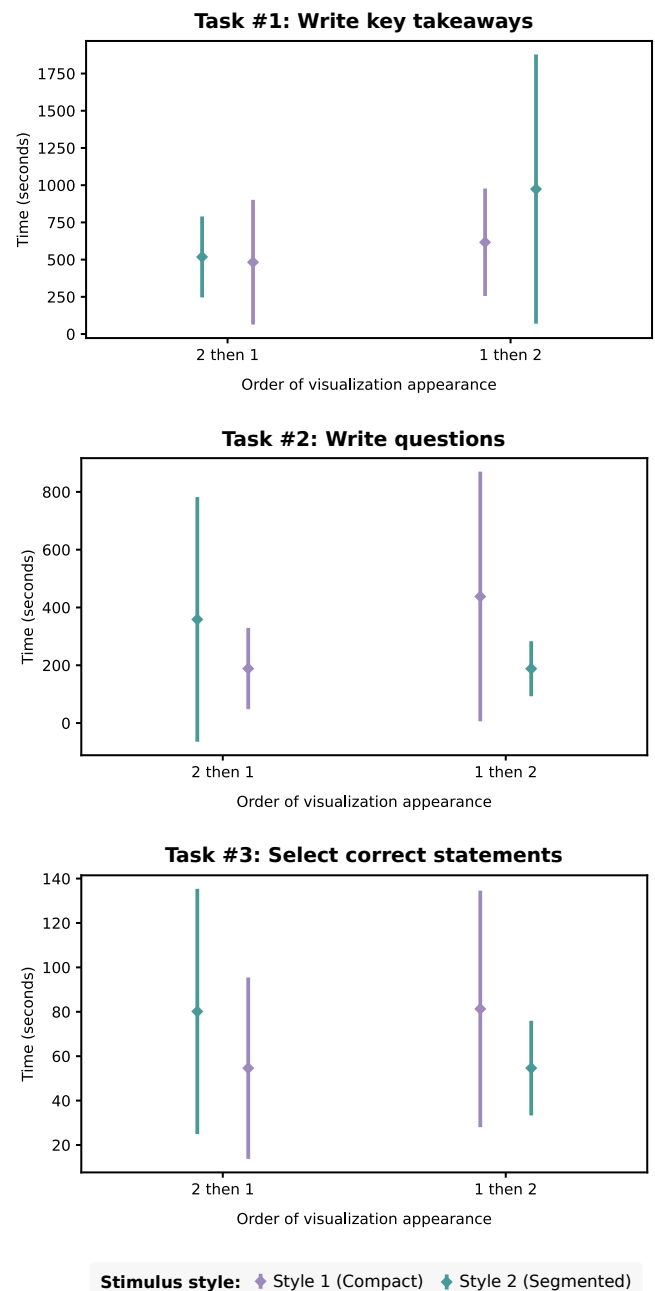 Task #1: Write key takeaways
1750
1500
1250
1000
750
500
250
0
Time (seconds)
2 then 1
1 then 2
Order of visualization appearance
Task #2: Write questions
800
600
400
200
0
Time (seconds)
2 then 1
1 then 2
Order of visualization appearance
Task #3: Select correct statements
140
120
100
80
60
40
20
Time (seconds)
2 then 1
1 then 2
Order of visualization appearance
Stimulus style: Style 1 (Compact) Style 2 (Segmented)